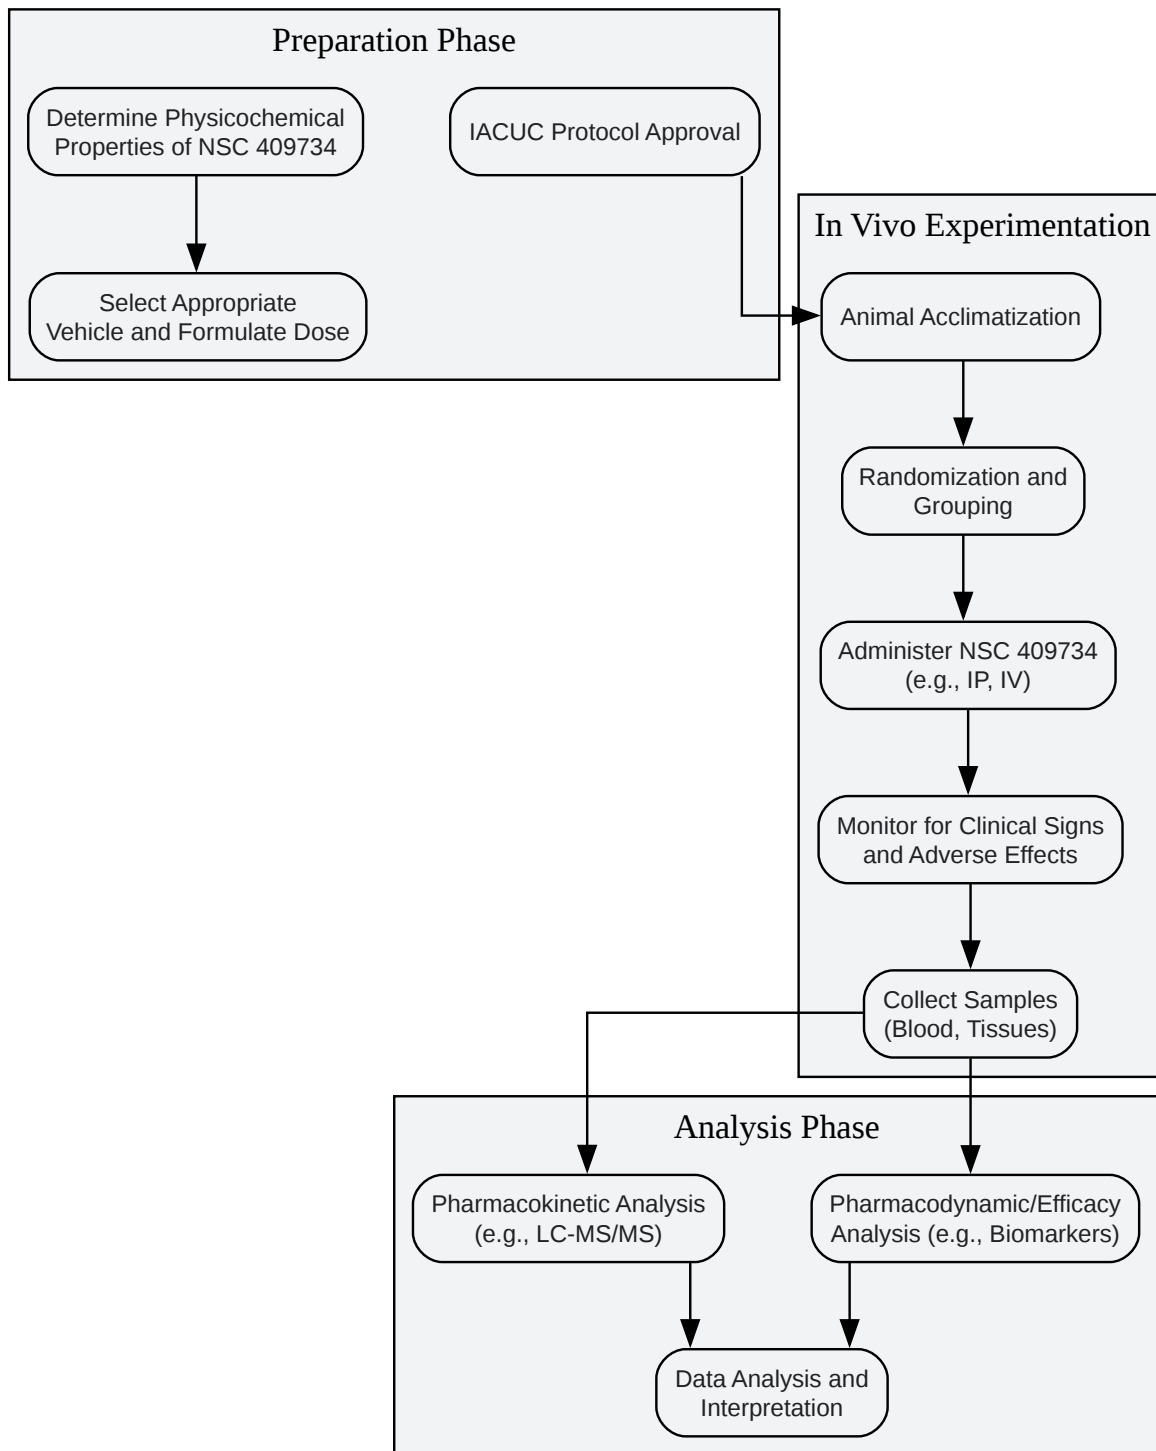 Preparation Phase
Determine Physicochemical
Properties of NSC 409734
IACUC Protocol Approval
Select Appropriate
Vehicle and Formulate Dose
In Vivo Experimentation
Animal Acclimatization
Randomization and
Grouping
Administer NSC 409734
(e.g., IP, IV)
Monitor for Clinical Signs
and Adverse Effects
Collect Samples
(Blood, Tissues)
Analysis Phase
Pharmacokinetic Analysis
(e.g., LC-MS/MS)
Pharmacodynamic/Efficacy
Analysis (e.g., Biomarkers)
Data Analysis and
Interpretation